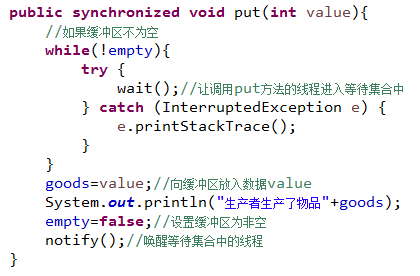 public synchronized void put(int value){
//如果缓冲区不为空
while(!empty){
try {
wait();//让调用put方法的线程进入等待集合中
} catch (InterruptedException e) {
e.printStackTrace();
}
}
goods=value;//向缓冲区放入数据value
System.out.println("生产者生产了物品"+goods);
empty=false;//设置缓冲区为非空
notify();//唤醒等待集合中的线程
}